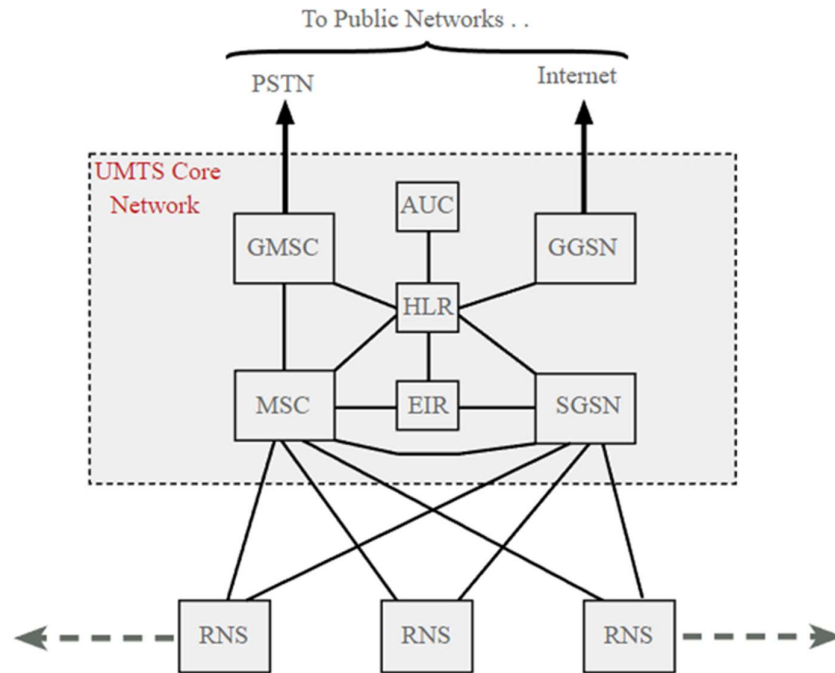 To Public Networks . .
PSTN
Internet
UMTS Core
Network
AUC
GMSC
GGSN
HLR
MSC
EIR
SGSN
RNS
RNS
RNS